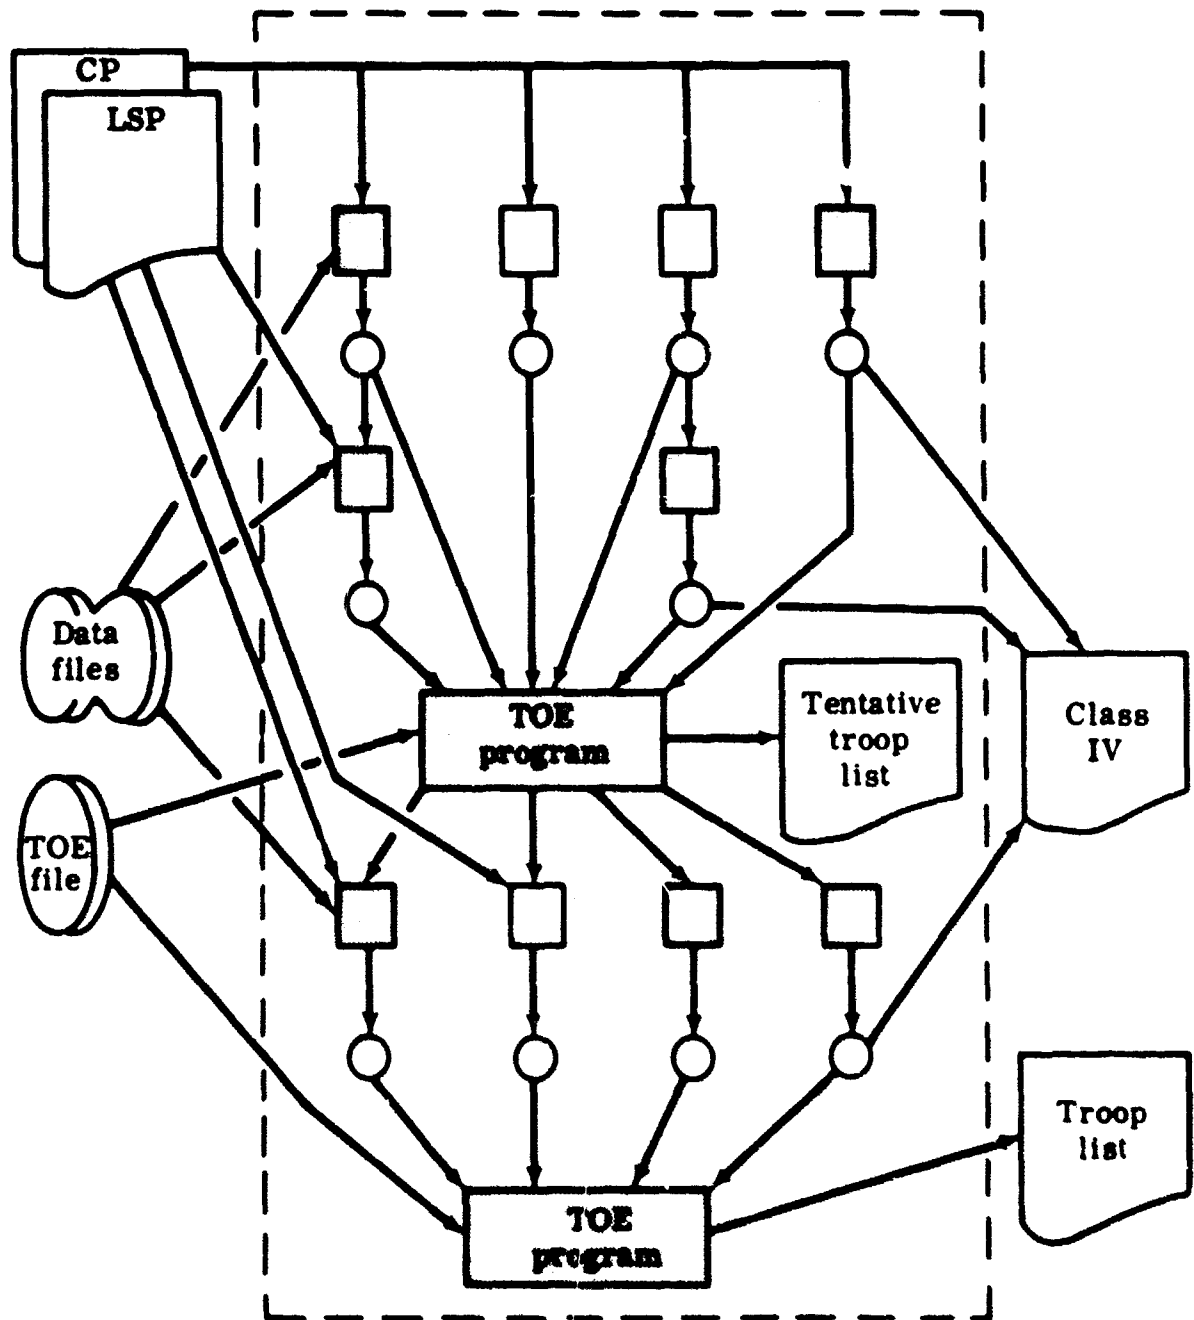 CP
LSP
Data
files
TOE
program
Tentative
troop
list
Class
IV
TOE
file
Troop
list
TOE
program